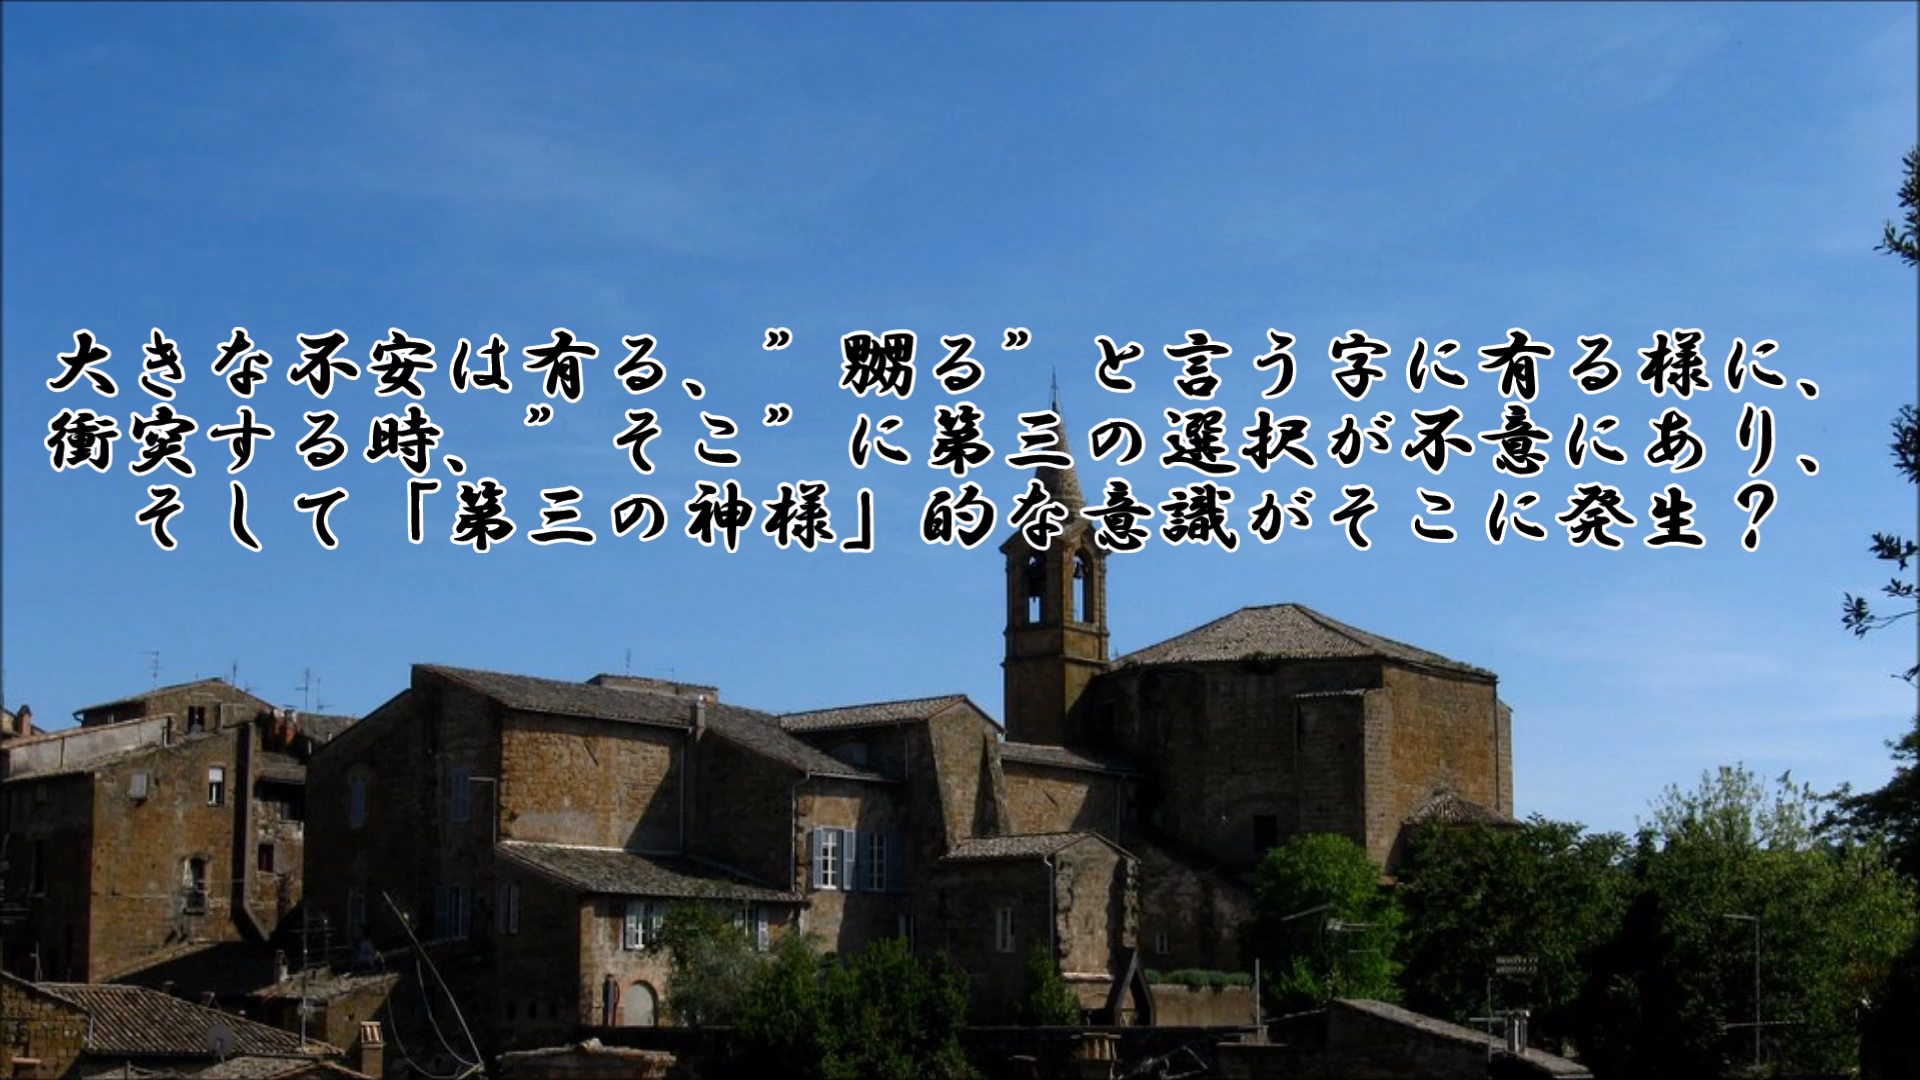 大きな不安は有る、”嬲る”と言う字に有る様に、
衝突する時、”そこ”に第三の選択が不意にあり、
そして「第三の神様」的な意識がそこに発生？